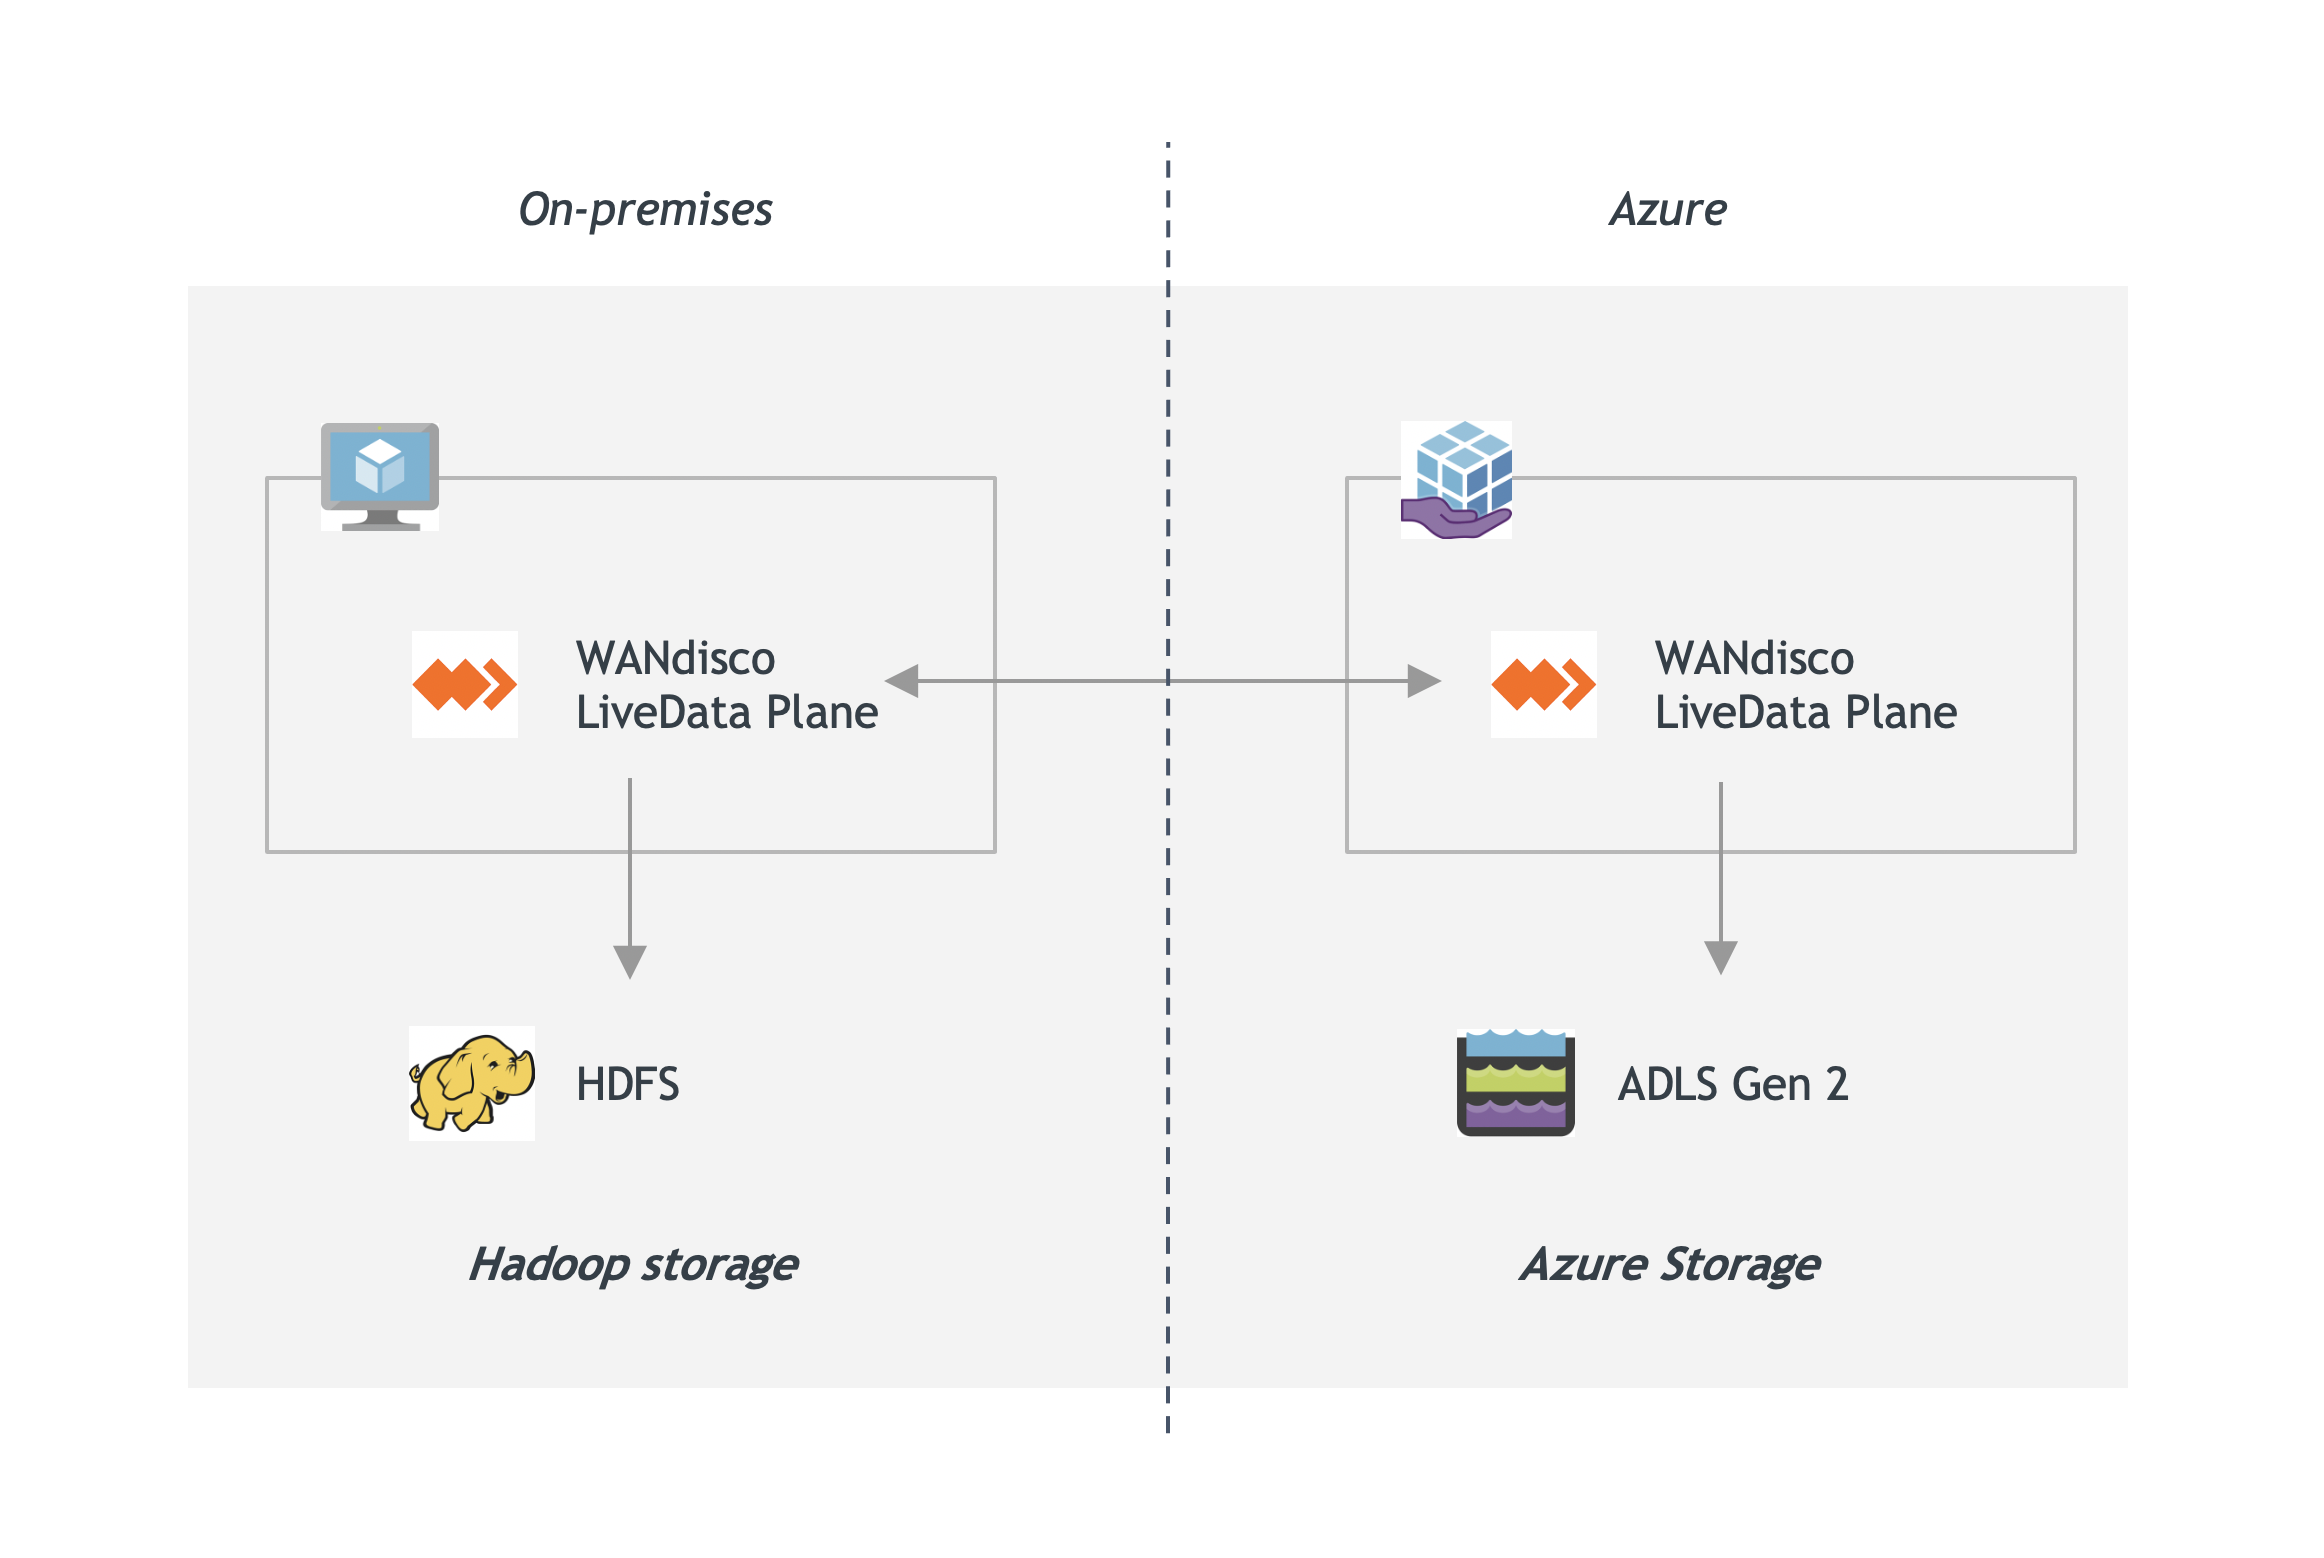 On-premises
Azure
WANdisco
LiveData Plane
WANdisco
LiveData Plane
HDFS
ADLS Gen 2
Hadoop storage
Azure Storage